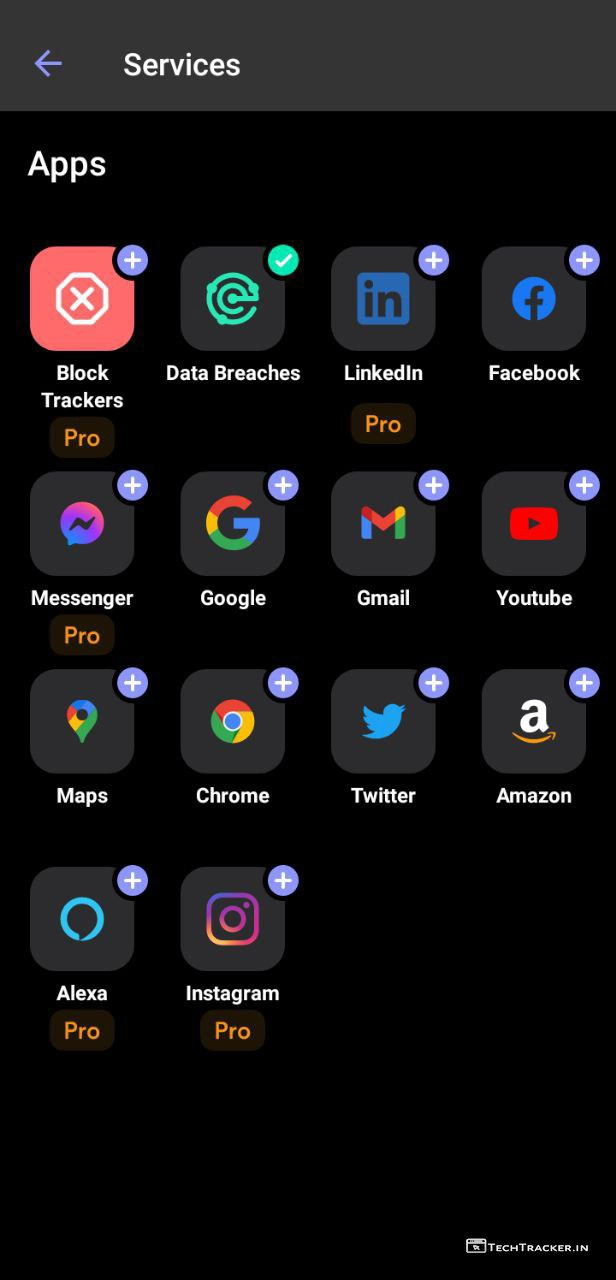 Services
Apps
Block
Trackers
Pro
Data Breaches
LinkedIn
Pro
Facebook
Messenger
Pro
Google
Gmail
Youtube
Maps
Chrome
Twitter
Amazon
Alexa
Pro
Instagram
Pro
TECHTRACKER.IN